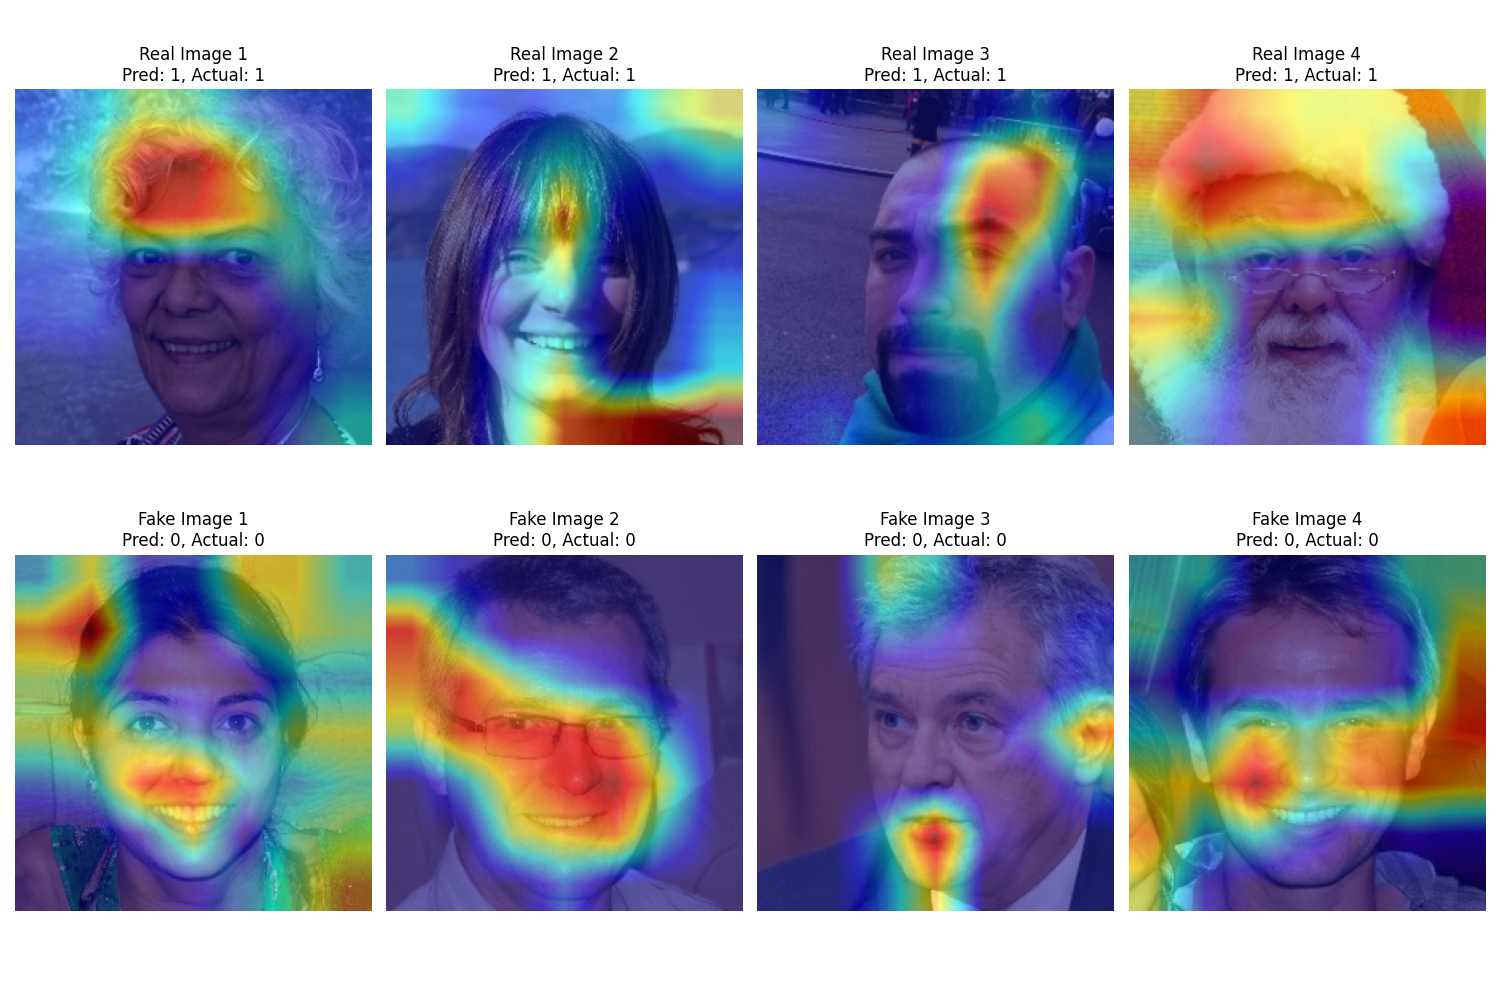 Real Image 1
Pred: 1, Actual: 1
Real Image 2
Pred: 1, Actual: 1
Real Image 3
Pred: 1, Actual: 1
Real Image 4
Pred: 1, Actual: 1
Fake Image 1
Pred: 0, Actual: 0
Fake Image 2
Pred: 0, Actual: 0
Fake Image 3
Pred: 0, Actual: 0
Fake Image 4
Pred: 0, Actual: 0